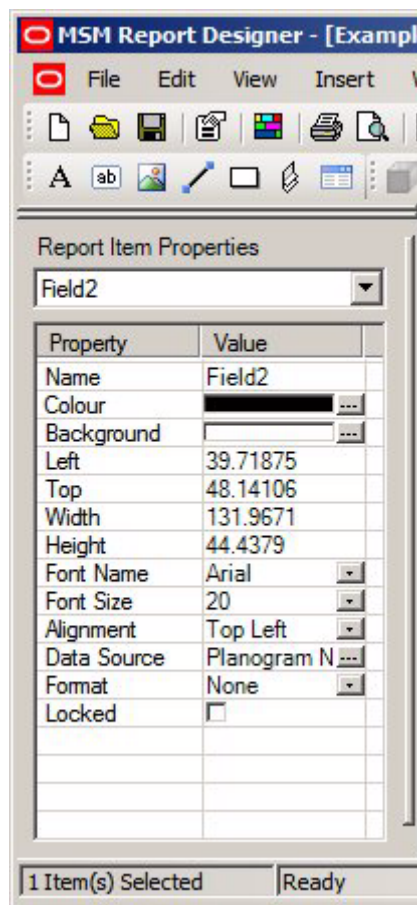 MSM Report Designer - [Exampl
File Edit View Insert
A ab
Report Item Properties
Field2
Property Value
Name Field2
Colour ...
Background ...
Left 39.71875
Top 48.14106
Width 131.9671
Height 44.4379
Font Name Arial
Font Size 20
Alignment Top Left
Data Source Planogram N ...
Format None
Locked
1 Item(s) Selected Ready